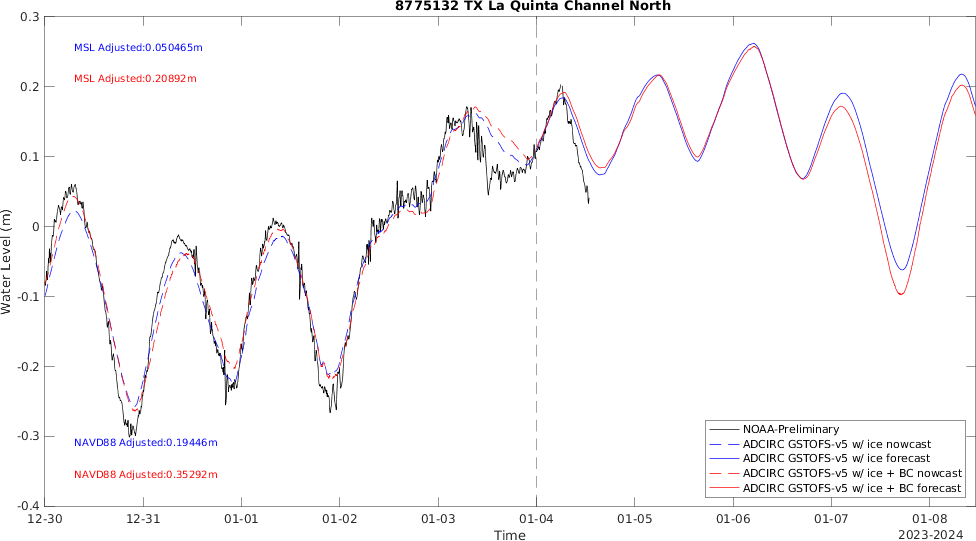 8775132 TX La Quinta Channel North
0.3
0.2
0.1
0
-0.1
-0.2
-0.3
-0.4
Water Level (m)
MSL Adjusted:0.050465m
MSL Adjusted:0.20892m
NAVD88 Adjusted:0.19446m
NAVD88 Adjusted:0.35292m
NOAA-Preliminary
ADCIRC GSTOFS-v5 w/ ice nowcast
ADCIRC GSTOFS-v5 w/ ice forecast
ADCIRC GSTOFS-v5 w/ ice + BC nowcast
ADCIRC GSTOFS-v5 w/ ice + BC forecast
12-30 12-31 01-01 01-02 01-03 01-04 01-05 01-06 01-07 01-08
Time
2023-2024